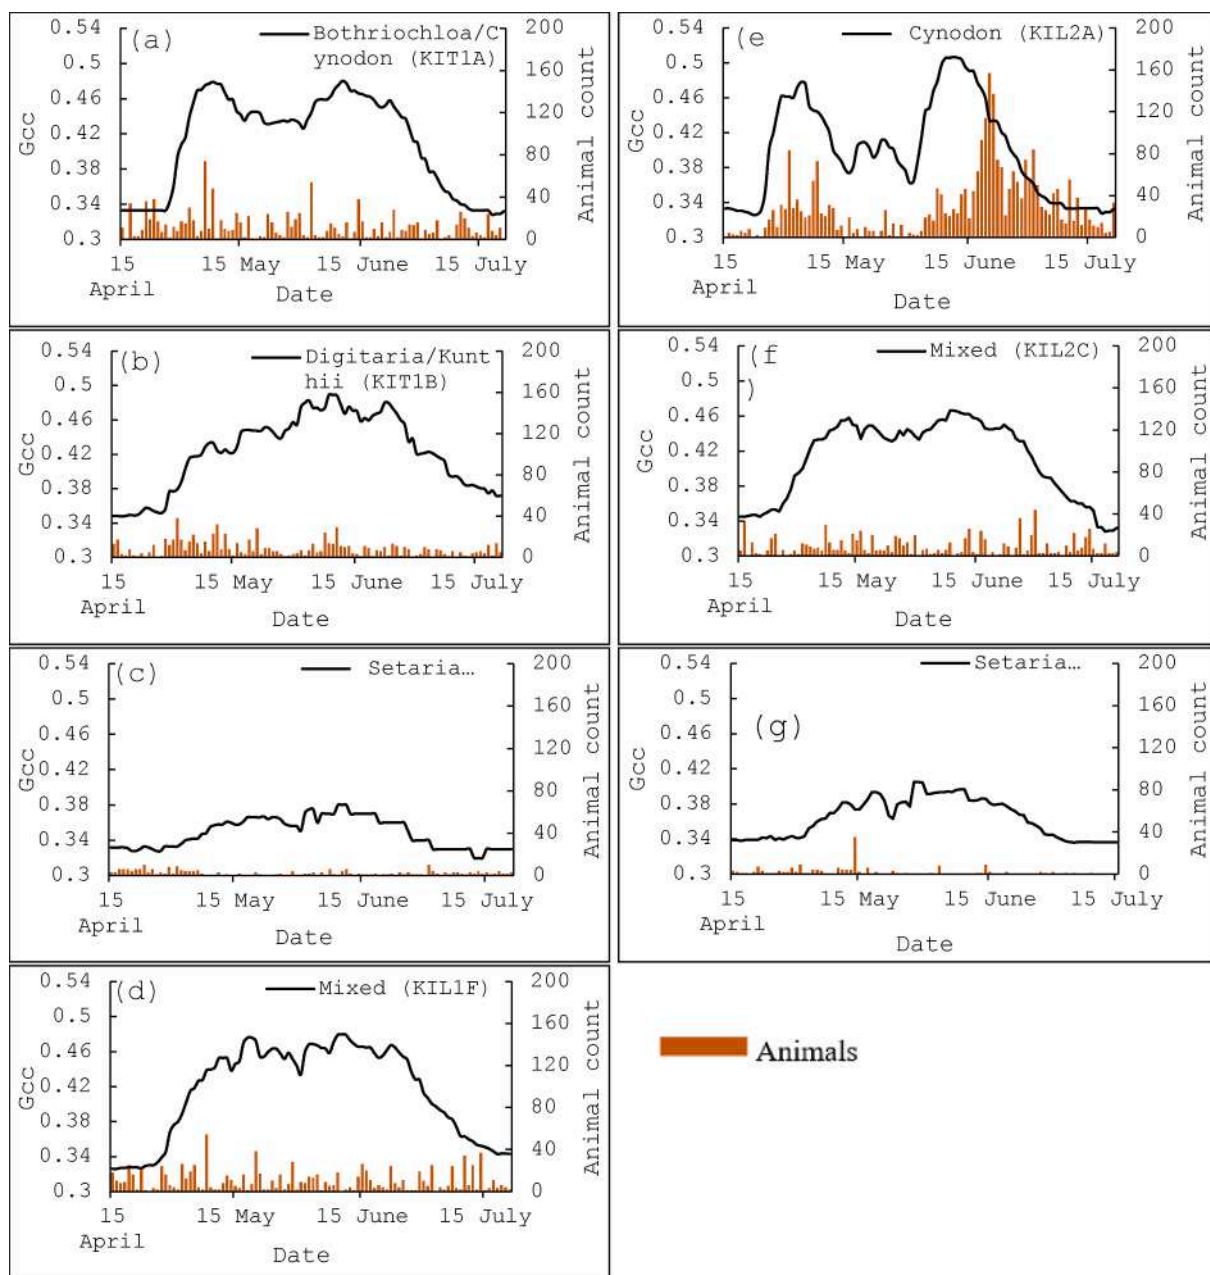 (a)
Bothriochloa/C
ynodon (KIT1A)
0.54
0.5
0.46
0.42
0.38
0.34
0.3
Gcc
200
160
120
80
40
0
Animal count
15 15 May 15 June 15 July
April
Date
(b)
Digitaria/Kunt
hii (KIT1B)
0.54
0.5
0.46
0.42
0.38
0.34
0.3
Gcc
200
160
120
80
40
0
Animal count
15 15 May 15 June 15 July
April
Date
(c)
Setaria…
0.54
0.5
0.46
0.42
0.38
0.34
0.3
Gcc
200
160
120
80
40
0
Animal count
15 15 May 15 June 15 July
April
Date
(d)
Mixed (KIL1F)
0.54
0.5
0.46
0.42
0.38
0.34
0.3
Gcc
200
160
120
80
40
0
Animal count
15 15 May 15 June 15 July
April
Date
(e
Cynodon (KIL2A)
0.54
0.5
0.46
0.42
0.38
0.34
0.3
Gcc
200
160
120
80
40
0
Animal count
15 15 May 15 June 15 July
April
Date
(f
)
Mixed (KIL2C)
0.54
0.5
0.46
0.42
0.38
0.34
0.3
Gcc
200
160
120
80
40
0
Animal count
15 15 May 15 June 15 July
April
Date
(g)
Setaria…
0.54
0.5
0.46
0.42
0.38
0.34
0.3
Gcc
200
160
120
80
40
0
Animal count
15 15 May 15 June 15 July
April
Date
Animals